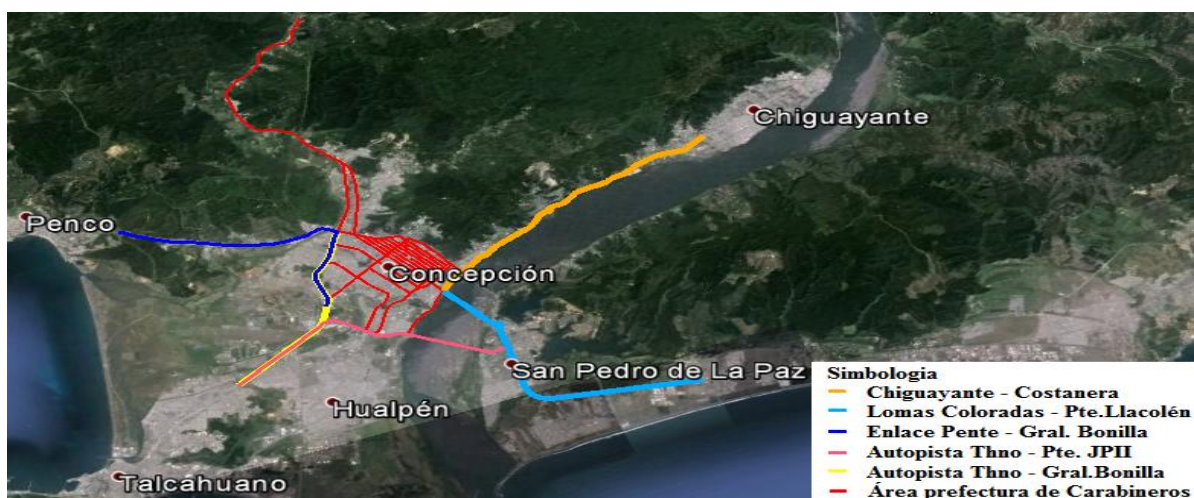 Chiguayante
Penco
Concepción
San Pedro de La Paz
Hualpén
Talcáhuano
Simbologia
Chiguayante - Costanera
Lomas Coloradas - Pte.Llacolén
Enlace Pente - Gral. Bonilla
Autopista Thno - Pte. JPII
Autopista Thno - Gral.Bonilla
Área prefectura de Carabineros